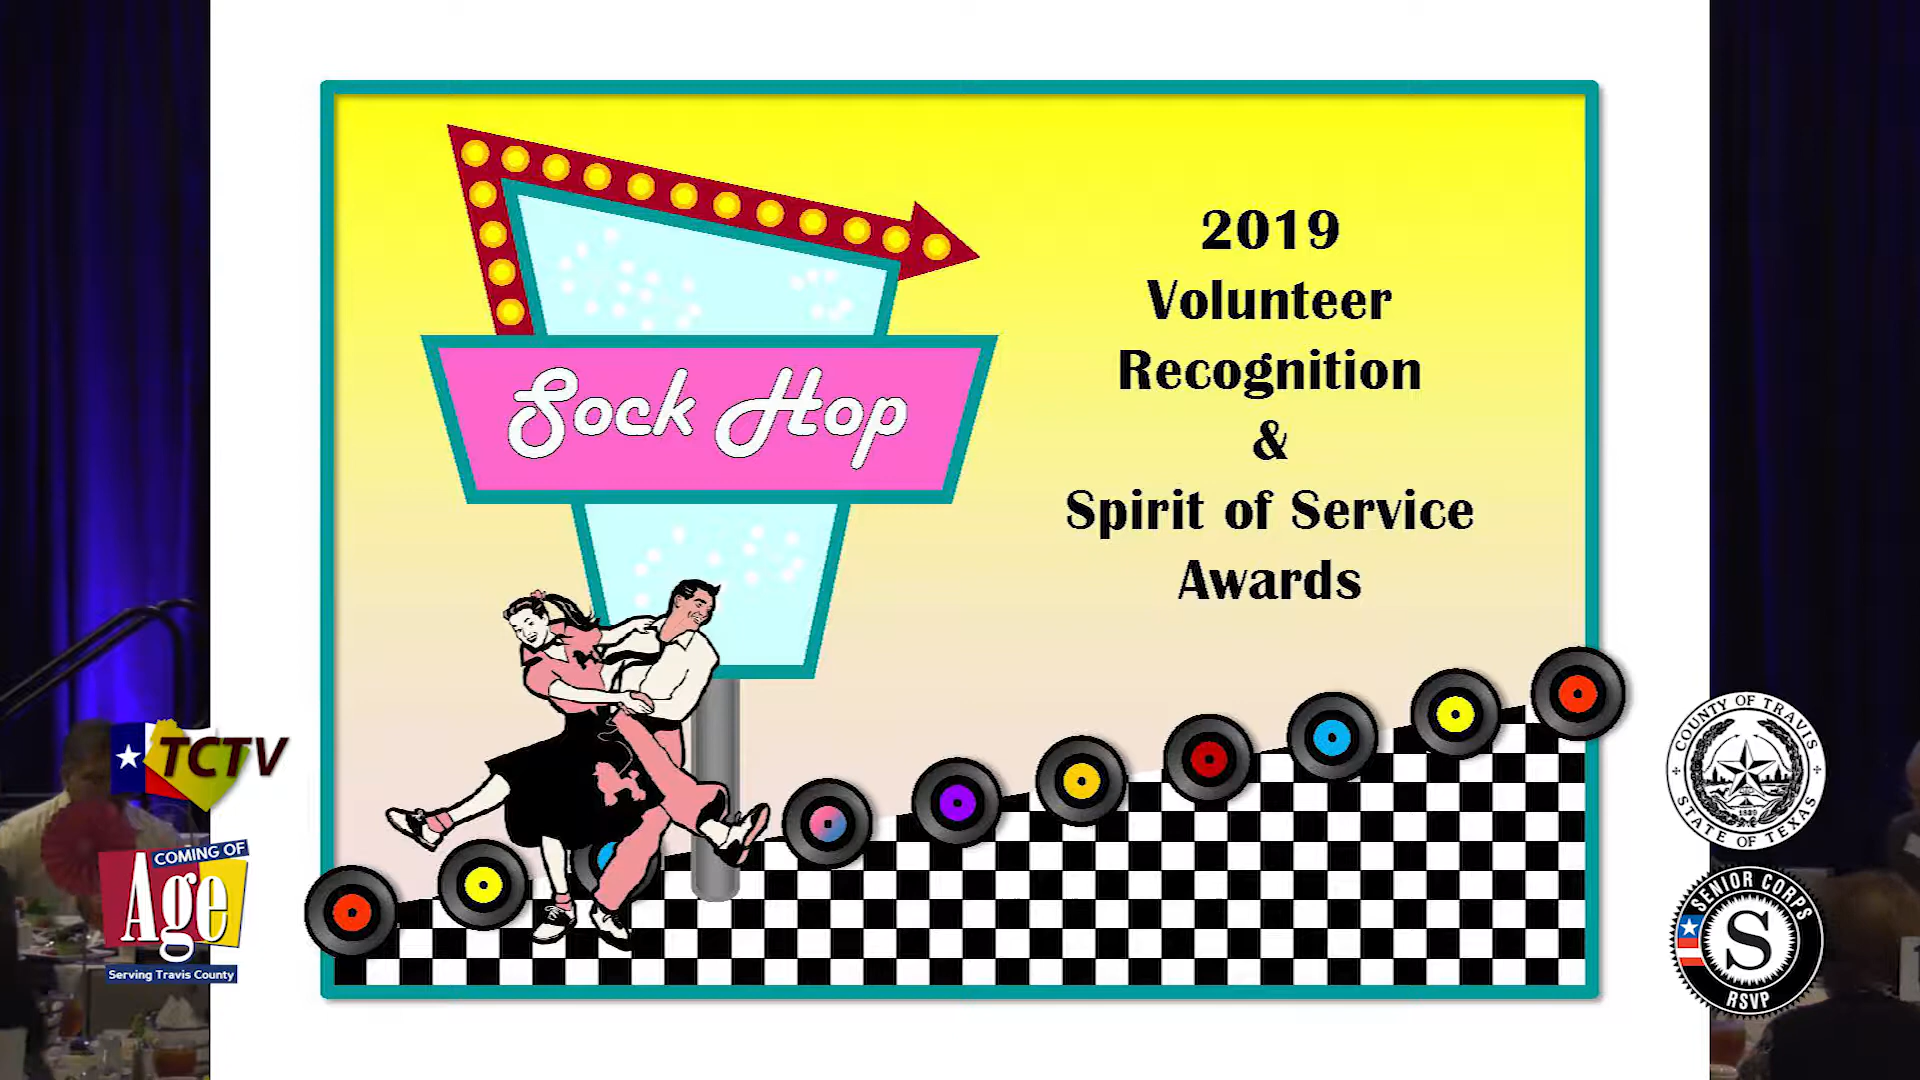 2019
Volunteer
Recognition
&
Spirit of Service
Awards
Sock Hop
TCTV
COMING OF
Age
Serving Travis County
COUNTY OF TRAVIS
STATE OF TEXAS
SENIOR CORPS
S
RSVP